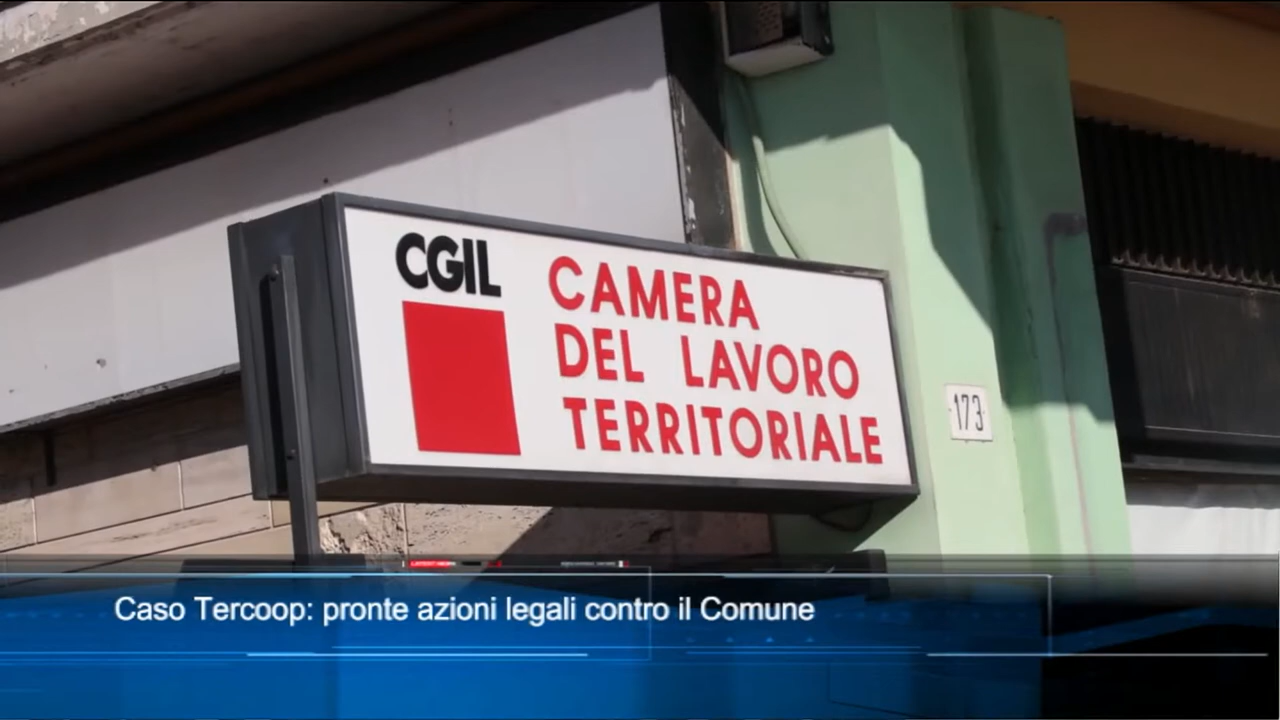 CGIL
CAMERA
DEL LAVORO
TERRITORIALE
173
Caso Tercoop: pronte azioni legali contro il Comune